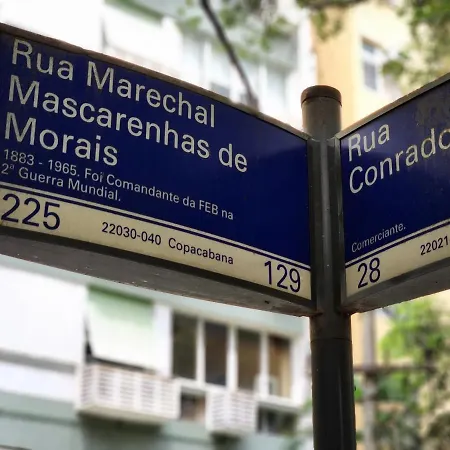 Rua Marechal
Mascarenhas de
Morais
1883 - 1965. Foi Comandante da FEB na
2ª Guerra Mundial.
225 22030-040 Copacabana 129
Rua
Conrado
Comerciante.
28 22021